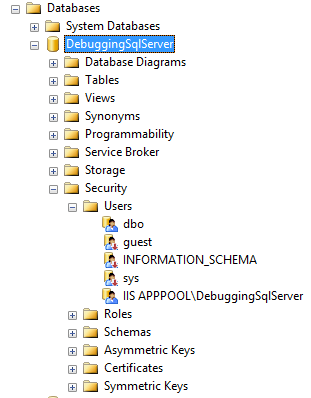 Databases
System Databases
DebuggingSqlServer
Database Diagrams
Tables
Views
Synonyms
Programmability
Service Broker
Storage
Security
Users
dbo
guest
INFORMATION_SCHEMA
sys
IIS APPPOOL\DebuggingSqlServer
Roles
Schemas
Asymmetric Keys
Certificates
Symmetric Keys